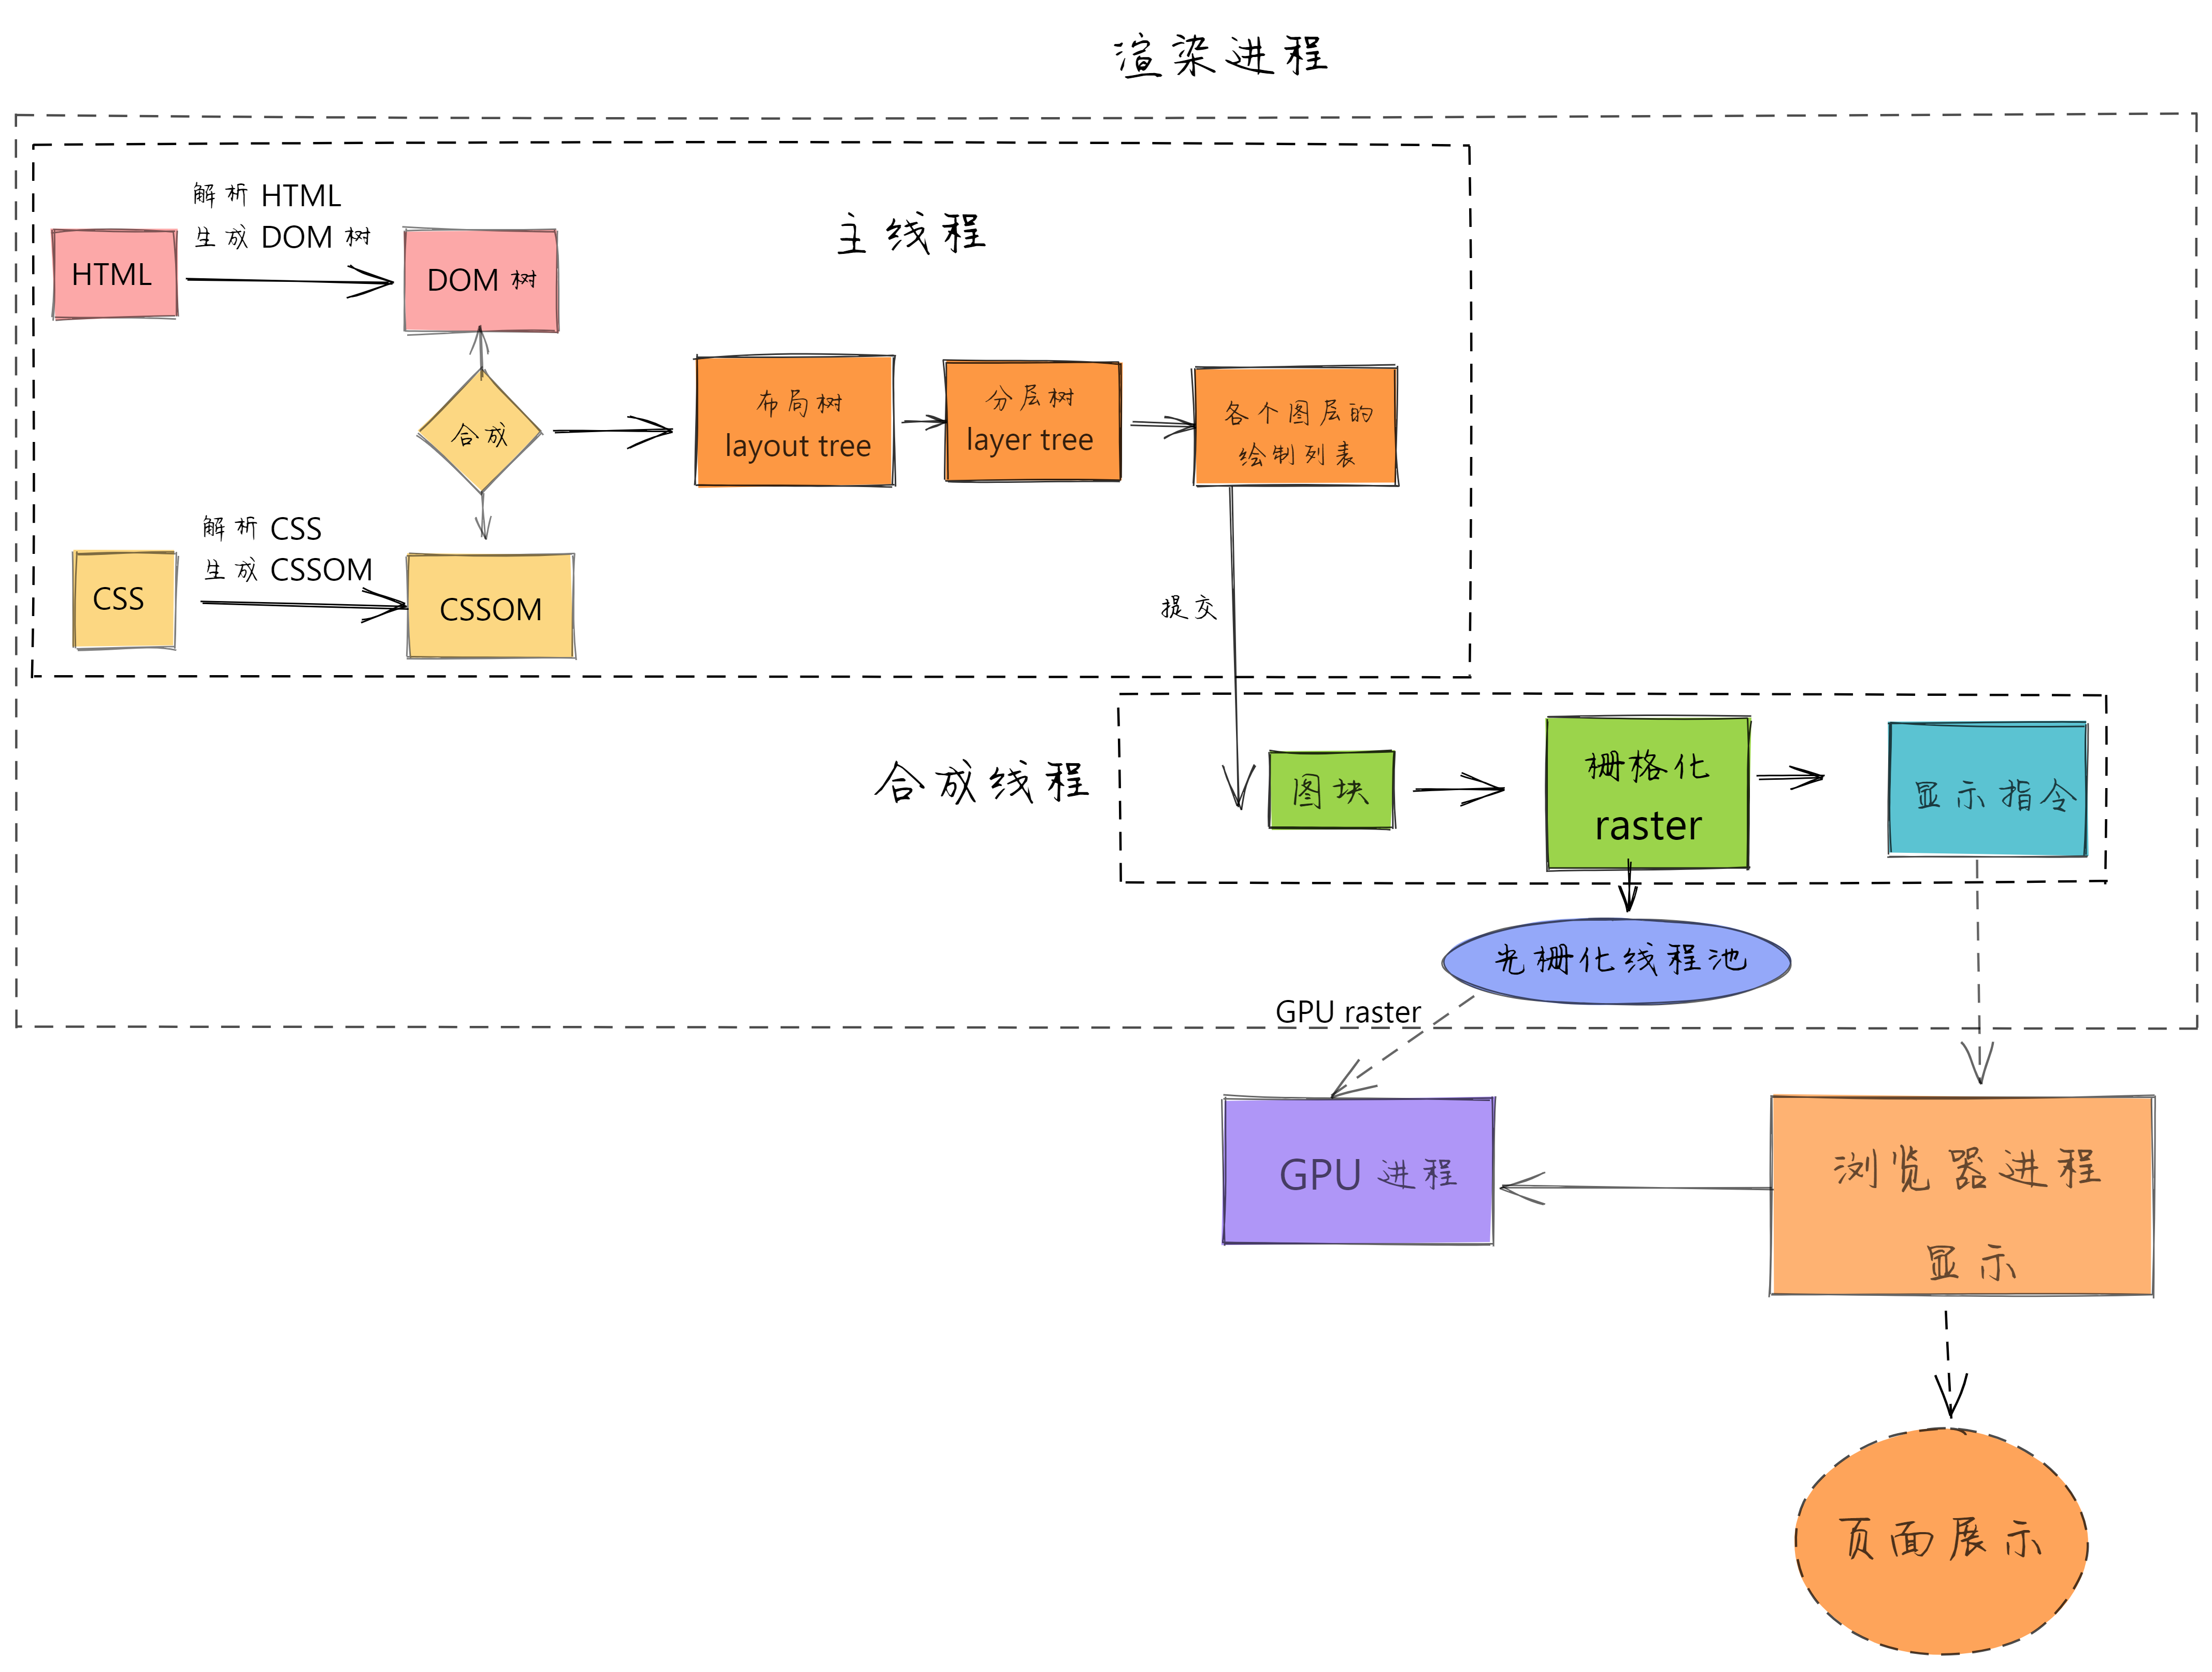 渲染进程
解析 HTML
生成 DOM 树
主线程
HTML
DOM 树
布局树
layout tree
分层树
layer tree
各个图层的
绘制列表
合成
解析 CSS
生成 CSSOM
CSS
CSSOM
提交
合成线程
图块
栅格化
raster
显示指令
光栅化线程池
GPU raster
GPU 进程
浏览器进程
显示
页面展示